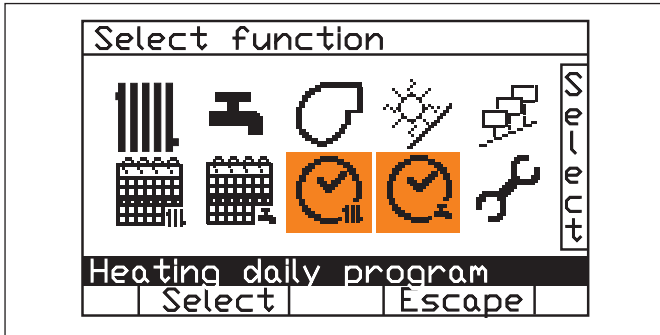 Select function
Select
Heating daily program
Select Escape